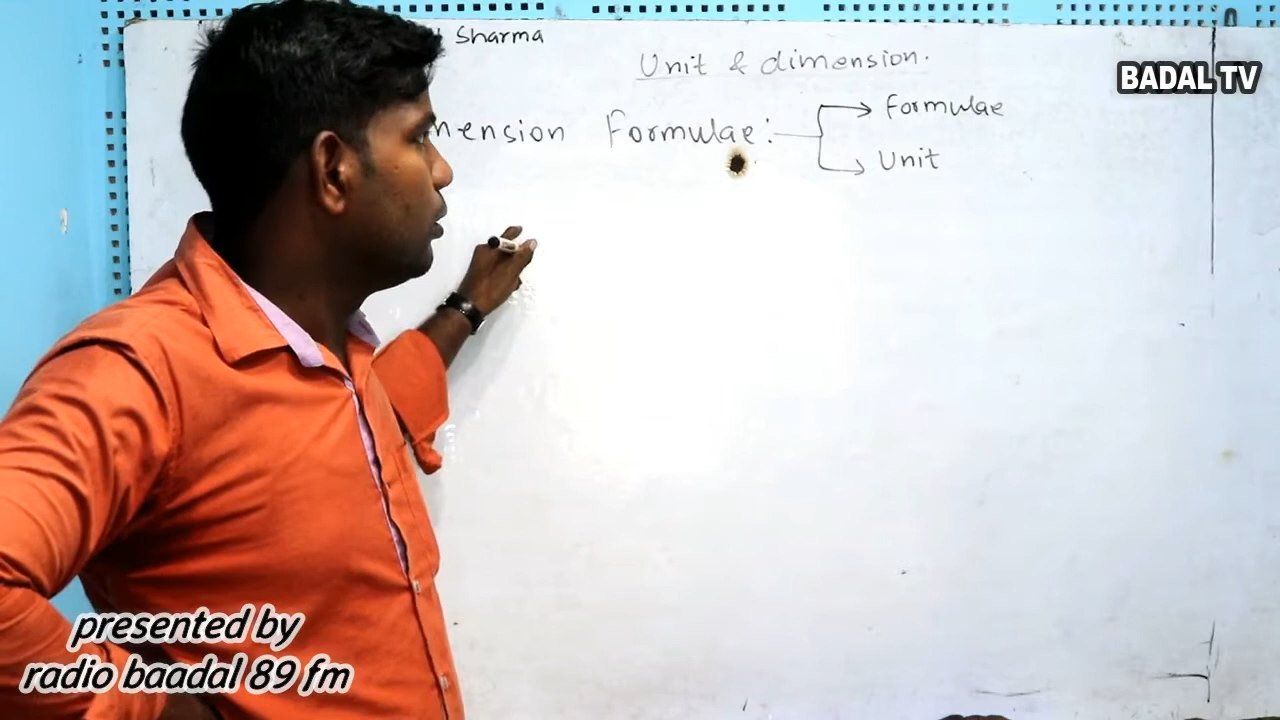 Sharma
Unit & dimension.
BADAL TV
mension Formulae: Formulae
Unit
presented by
radio baadal 89 fm